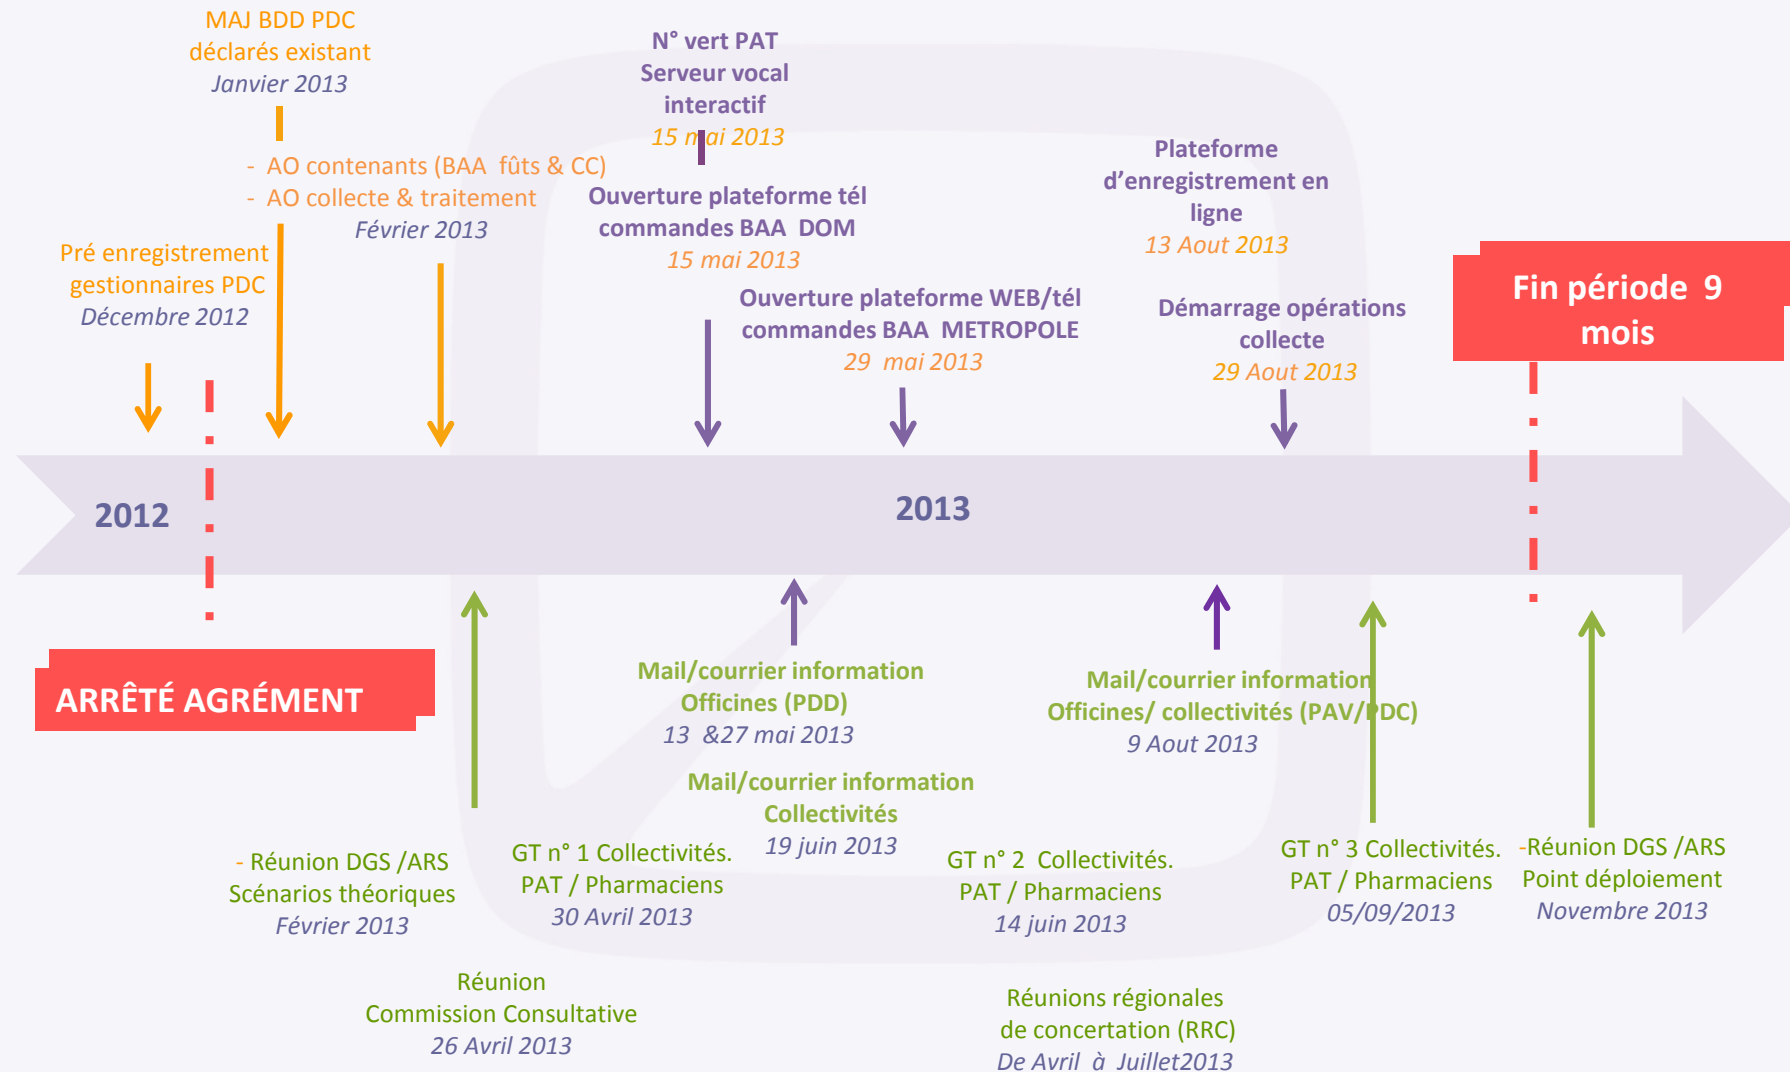 MAJ BDD PDC
déclarés existant
Janvier 2013
- AO contenants (BAA  fûts & CC)
- AO collecte & traitement
Février 2013
Pré enregistrement
gestionnaires PDC
Décembre 2012
N° vert PAT
Serveur vocal
interactif
15 mai 2013
Ouverture plateforme tél
commandes BAA  DOM
15 mai 2013
Ouverture plateforme WEB/tél
commandes BAA  METROPOLE
29  mai 2013
Plateforme
d'enregistrement en
ligne
13 Aout 2013
Démarrage opérations
collecte
29 Aout 2013
Fin période  9
mois
2012
2013
ARRÊTÉ AGRÉMENT
Mail/courrier information
Officines (PDD)
13  &27 mai 2013
Mail/courrier information
Collectivités
19 juin 2013
Mail/courrier information
Officines/ collectivités (PAV/PDC)
9 Aout 2013
- Réunion DGS /ARS
Scénarios théoriques
Février 2013
GT n° 1 Collectivités.
PAT / Pharmaciens
30 Avril 2013
GT n° 2  Collectivés.
PAT / Pharmaciens
14 juin 2013
GT n° 3 Collectivités.
PAT / Pharmaciens
05/09/2013
-Réunion DGS /ARS
Point déploiement
Novembre 2013
Réunion
Commission Consultative
26 Avril 2013
Réunions régionales
de concertation (RRC)
De Avril  à  Juillet2013